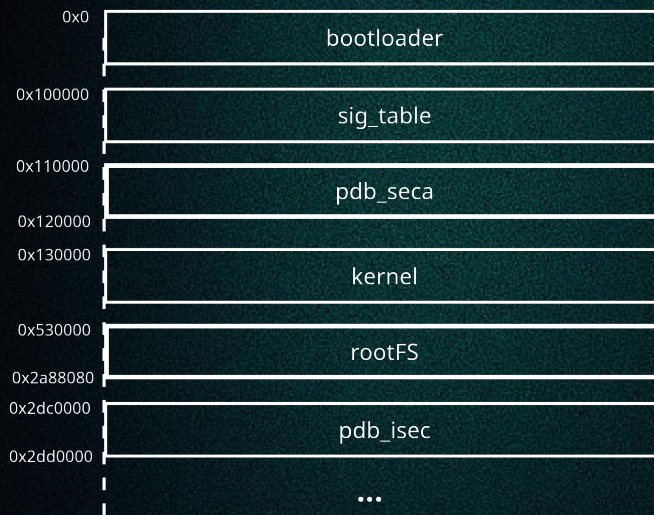 0x0
bootloader
0x100000
sig_table
0x110000
pdb_seca
0x120000
0x130000
kernel
0x530000
rootFS
0x2a88080
0x2dc0000
pdb_isec
0x2dd0000
...